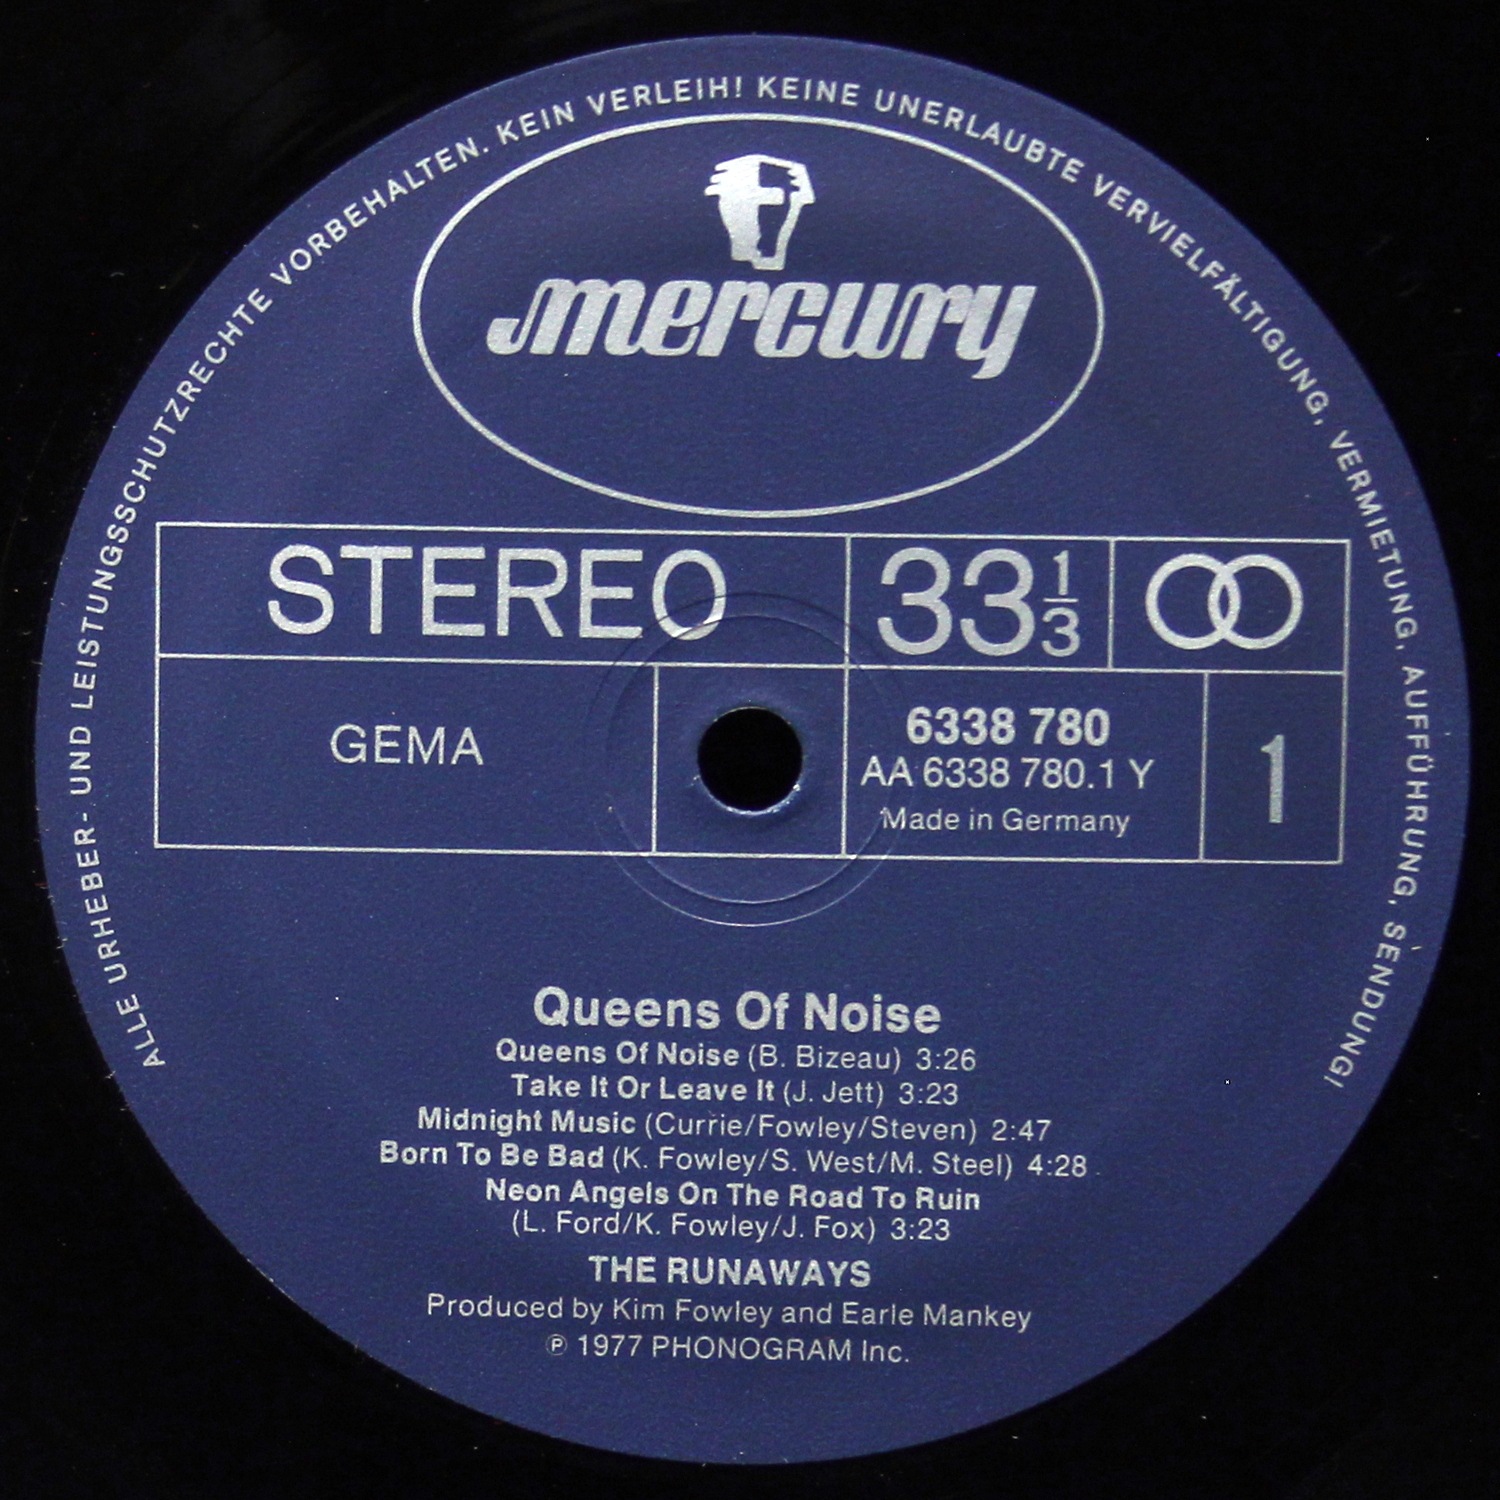 ALLE URHEBER- UND LEISTUNGSSCHUTZRECHTE VORBEHALTEN. KEIN VERLEIH! KEINE UNERLAUBTE VERVIELFÄLTIGUNG, VERMIETUNG, AUFFÜHRUNG, SENDUNG!
mercury
STEREO 33 1/3
GEMA
6338 780
AA 6338 780.1 Y
Made in Germany
1
Queens Of Noise
Queens Of Noise (B. Bizeau) 3:26
Take It Or Leave It (J. Jett) 3:23
Midnight Music (Currie/Fowley/Steven) 2:47
Born To Be Bad (K. Fowley/S. West/M. Steel) 4:28
Neon Angels On The Road To Ruin
(L. Ford/K. Fowley/J. Fox) 3:23
THE RUNAWAYS
Produced by Kim Fowley and Earle Mankey
℗ 1977 PHONOGRAM Inc.